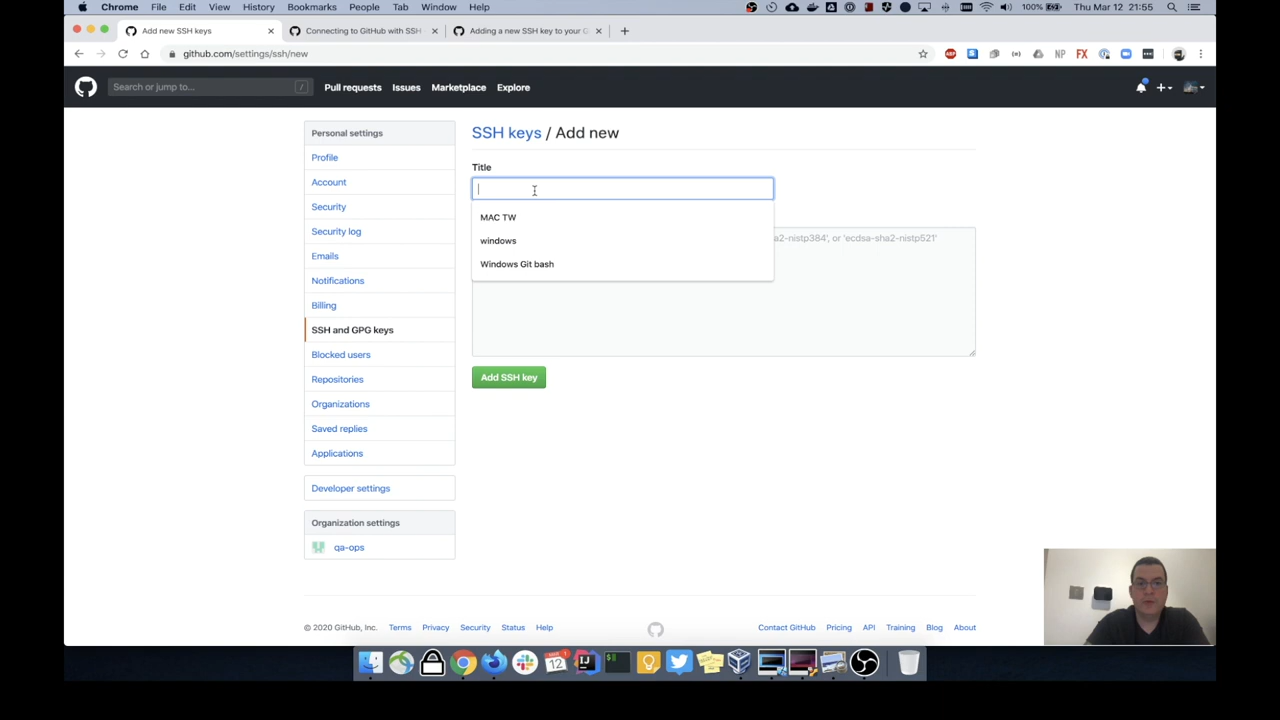 Chrome File Edit View History Bookmarks People Tab Window Help 100% Thu Mar 12 21:55
Add new SSH keys Connecting to GitHub with SSH Adding a new SSH key to your G
github.com/settings/ssh/new
Search or jump to... / Pull requests Issues Marketplace Explore
Personal settings
Profile
Account
Security
Security log
Emails
Notifications
Billing
SSH and GPG keys
Blocked users
Repositories
Organizations
Saved replies
Applications
Developer settings
Organization settings
qa-ops
SSH keys / Add new
Title
MAC TW
windows
Windows Git bash
a2-nistp384', or 'ecdsa-sha2-nistp521'
Add SSH key
© 2020 GitHub, Inc. Terms Privacy Security Status Help Contact GitHub Pricing API Training Blog About